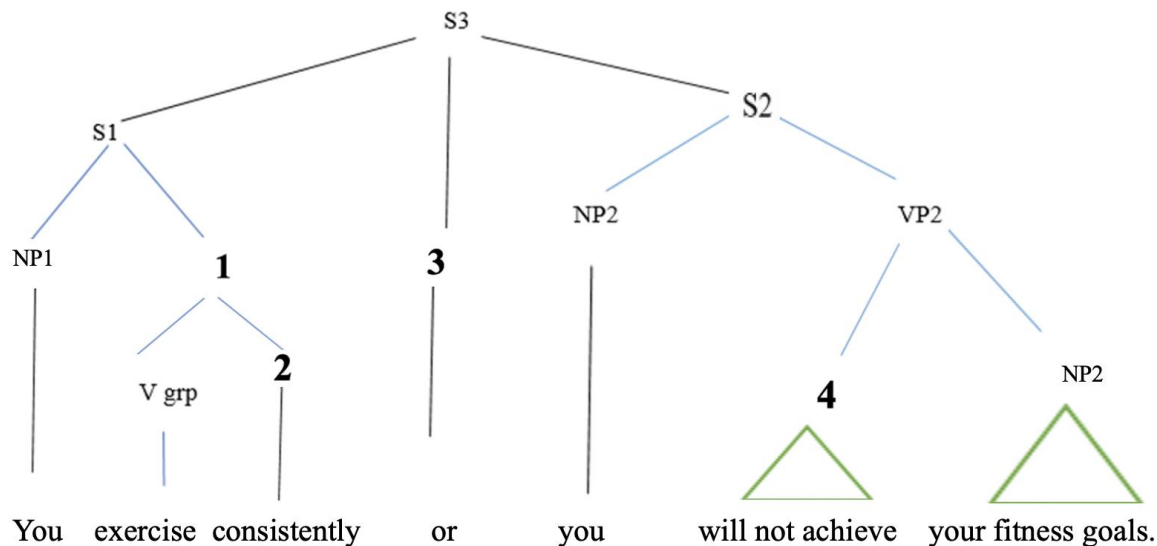 S3
S1
S2
NP1
1
3
NP2
VP2
V grp
2
4
NP2
You exercise consistently or you will not achieve your fitness goals.